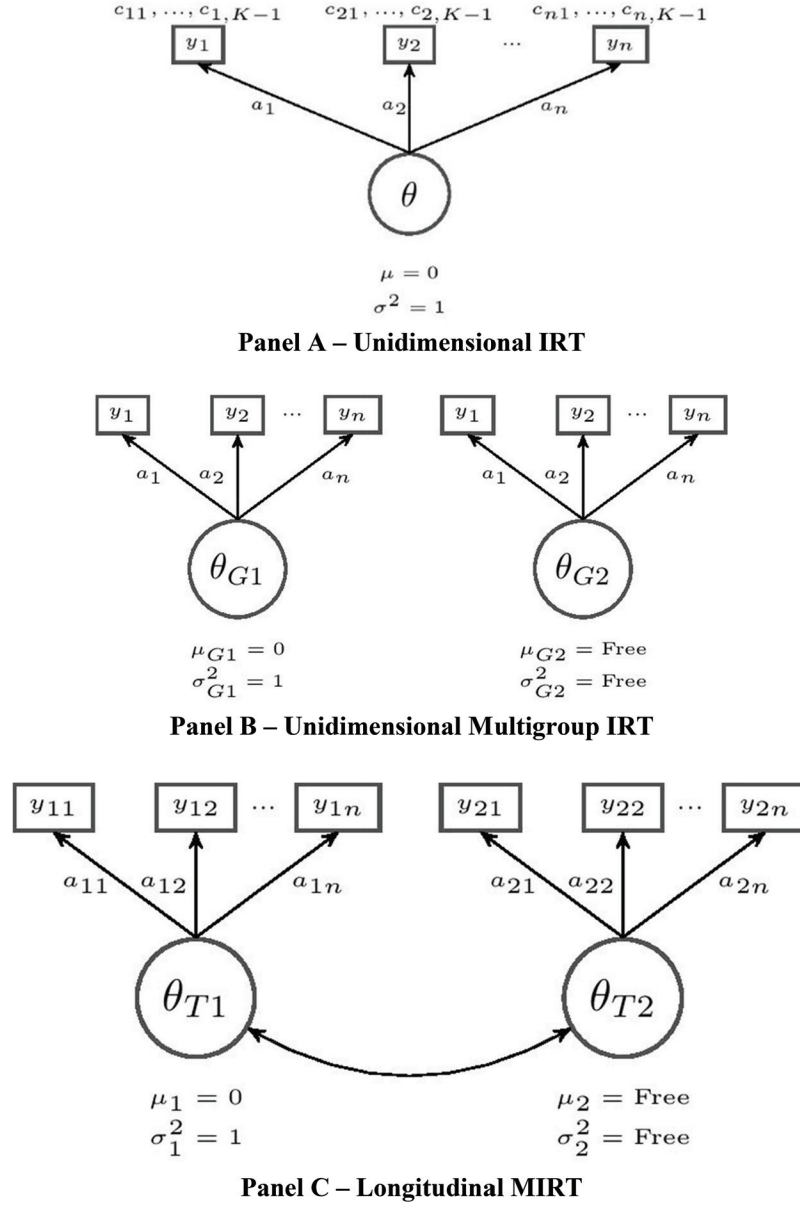 c11, ..., c1,K−1 c21, ..., c2,K−1 cn1, ..., cn,K−1
y1 y2 ... yn
a1 a2 an
θ
μ = 0
σ² = 1
Panel A – Unidimensional IRT
y1 y2 ... yn y1 y2 ... yn
a1 a2 an a1 a2 an
θG1 θG2
μG1 = 0 μG2 = Free
σ²G1 = 1 σ²G2 = Free
Panel B – Unidimensional Multigroup IRT
y11 y12 ... y1n y21 y22 ... y2n
a11 a12 a1n a21 a22 a2n
θT1 θT2
μ1 = 0 μ2 = Free
σ²1 = 1 σ²2 = Free
Panel C – Longitudinal MIRT